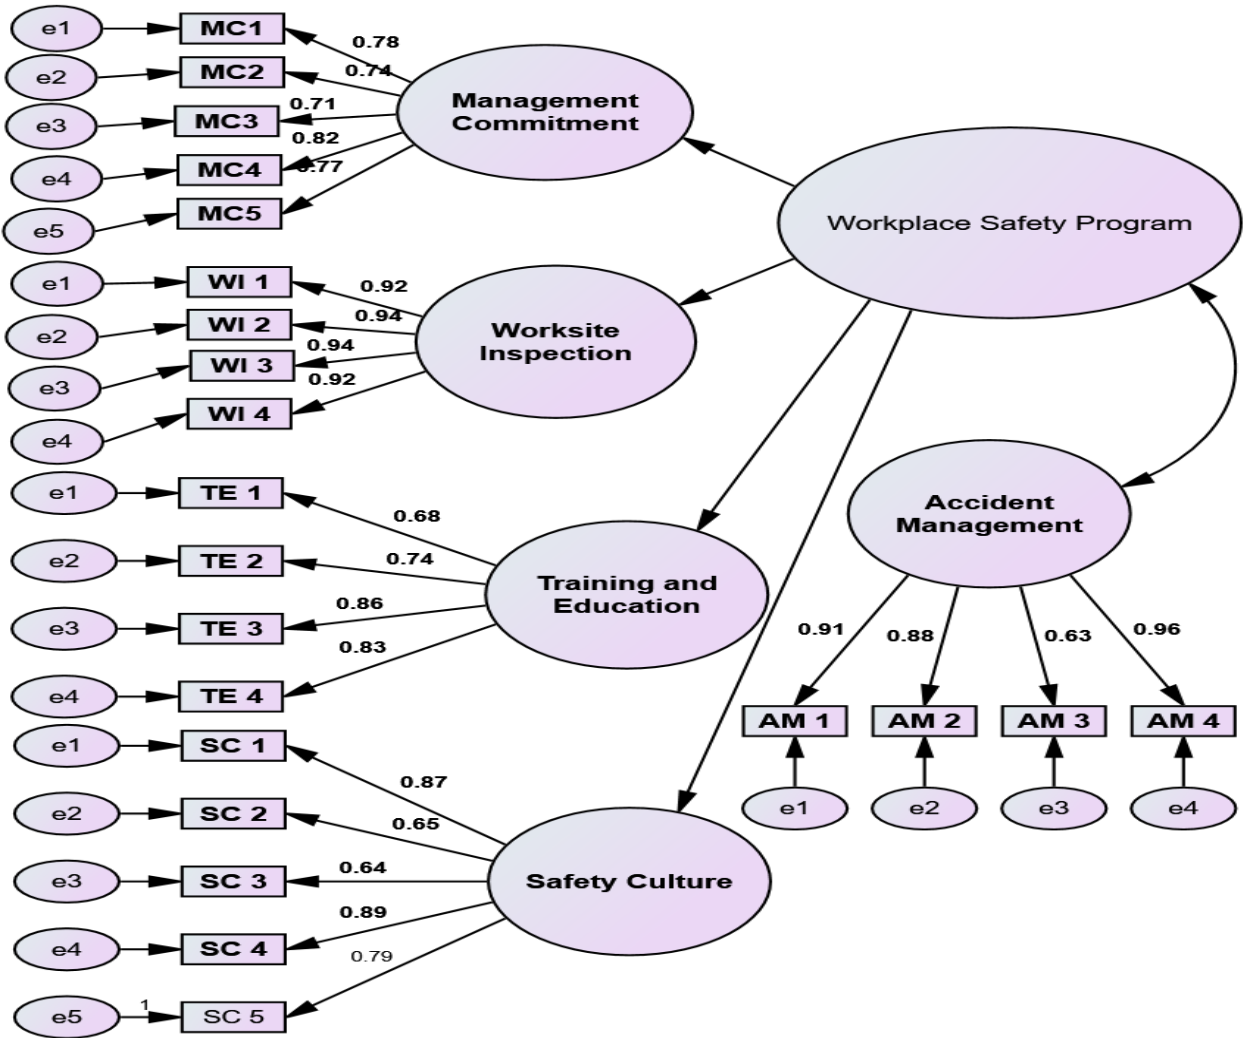 e1
MC1
0.78
e2
MC2
0.74
e3
MC3
0.71
e4
MC4
0.82
e5
MC5
0.77
Management
Commitment
Workplace Safety Program
e1
WI 1
0.92
e2
WI 2
0.94
e3
WI 3
0.94
e4
WI 4
0.92
Worksite
Inspection
e1
TE 1
0.68
e2
TE 2
0.74
e3
TE 3
0.86
e4
TE 4
0.83
Training and
Education
Accident
Management
0.91
0.88
0.63
0.96
AM 1
AM 2
AM 3
AM 4
e1
e2
e3
e4
e1
SC 1
0.87
e2
SC 2
0.65
e3
SC 3
0.64
e4
SC 4
0.89
e5
1
SC 5
0.79
Safety Culture